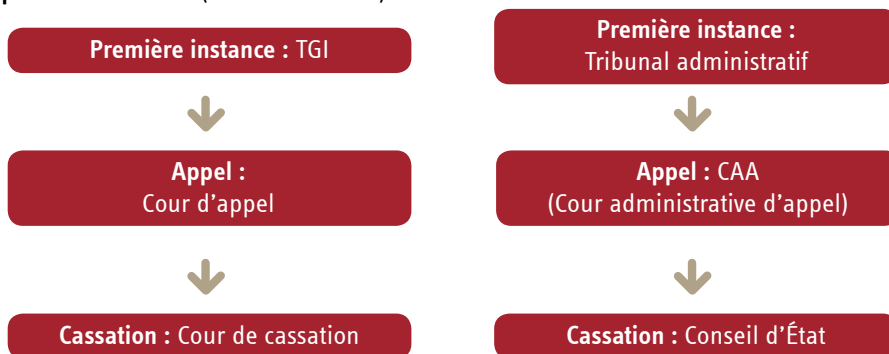 Première instance : TGI
Appel :
Cour d’appel
Cassation : Cour de cassation
Première instance :
Tribunal administratif
Appel : CAA
(Cour administrative d’appel)
Cassation : Conseil d’État